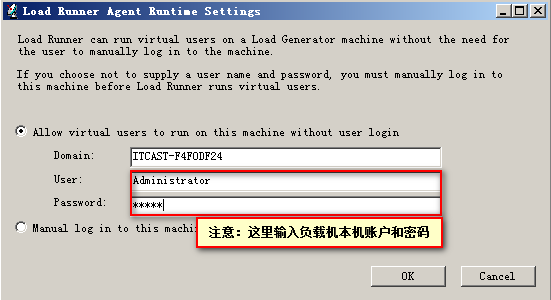 Load Runner Agent Runtime Settings
Load Runner can run virtual users on a Load Generator machine without the need for
the user to manually log in to the machine.
If you choose not to supply a user name and password, you must manually log in to
this machine before Load Runner runs virtual users.
Allow virtual users to run on this machine without user login
Domain: ITCAST-F4FODF24
User: Administrator
Password: *****
Manual log in to this machi
注意：这里输入负载机本机账户和密码
OK Cancel